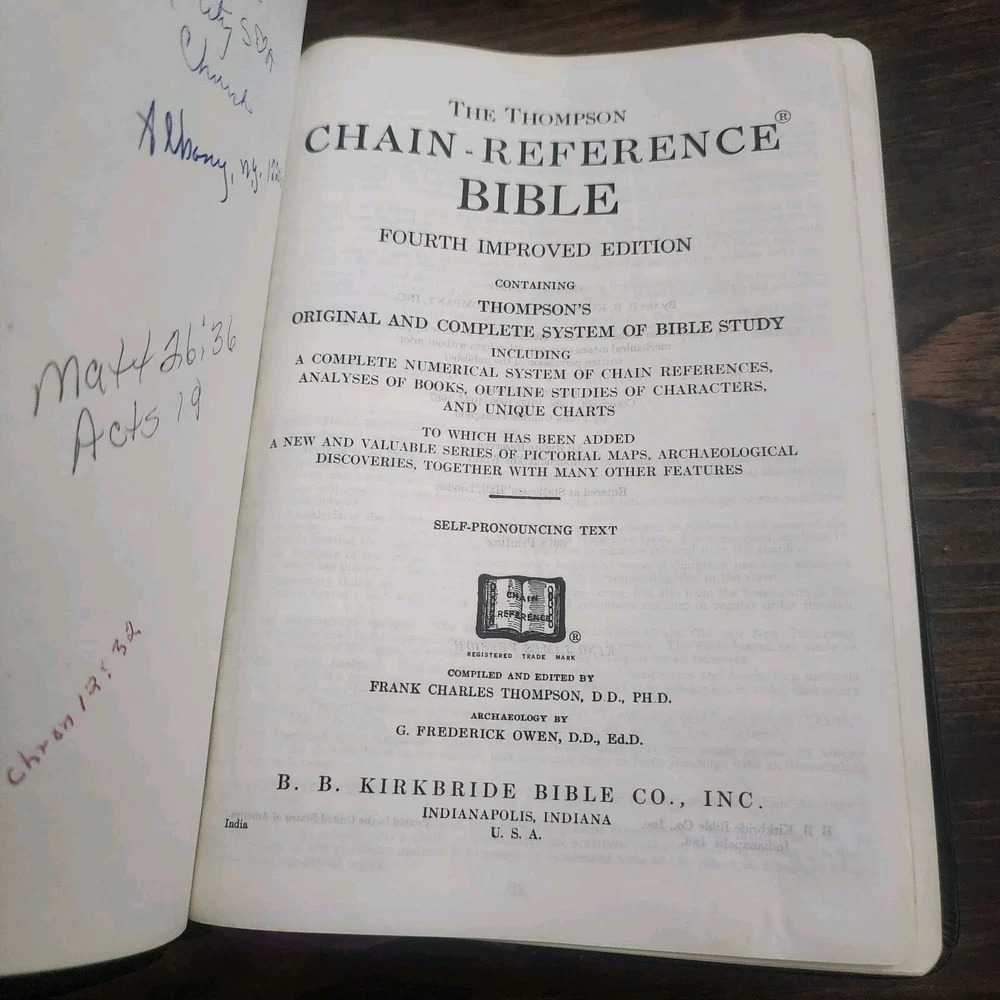 City SDA
Church
Albany, N.Y.
Matt 26:36
Acts 19
Chron 12:32
THE THOMPSON
CHAIN-REFERENCE®
BIBLE
FOURTH IMPROVED EDITION
CONTAINING
THOMPSON'S
ORIGINAL AND COMPLETE SYSTEM OF BIBLE STUDY
INCLUDING
A COMPLETE NUMERICAL SYSTEM OF CHAIN REFERENCES,
ANALYSES OF BOOKS, OUTLINE STUDIES OF CHARACTERS,
AND UNIQUE CHARTS
TO WHICH HAS BEEN ADDED
A NEW AND VALUABLE SERIES OF PICTORIAL MAPS, ARCHAEOLOGICAL
DISCOVERIES, TOGETHER WITH MANY OTHER FEATURES
SELF-PRONOUNCING TEXT
CHAIN
REFERENCE
®
REGISTERED TRADE MARK
COMPILED AND EDITED BY
FRANK CHARLES THOMPSON, D.D., PH.D.
ARCHAEOLOGY BY
G. FREDERICK OWEN, D.D., Ed.D.
B. B. KIRKBRIDE BIBLE CO., INC.
INDIANAPOLIS, INDIANA
U. S. A.
India